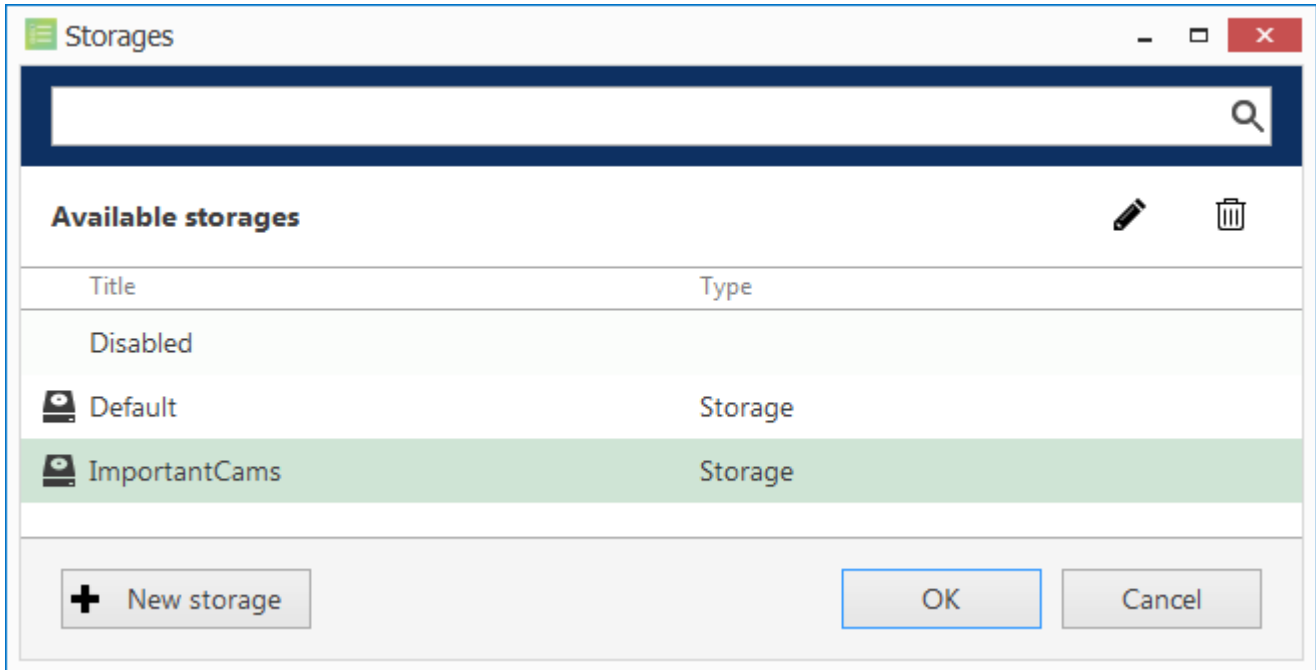 Storages
Available storages
Title Type
Disabled
Default Storage
ImportantCams Storage
New storage OK Cancel